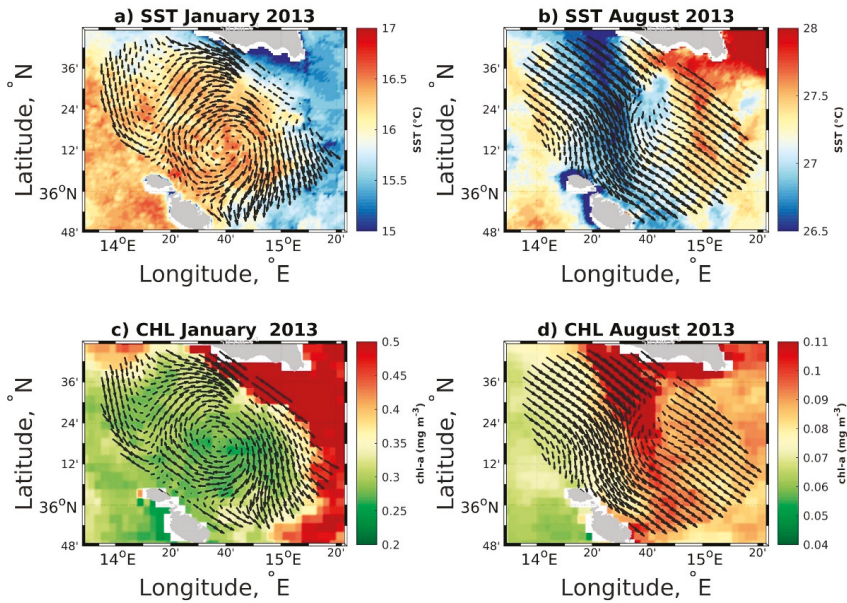 a) SST January 2013
36'
24'
12'
36°N
48'
14°E
20'
40'
15°E
20'
Latitude, °N
Longitude, °E
17
16.5
16
15.5
15
SST (°C)
b) SST August 2013
36'
24'
12'
36°N
48'
14°E
20'
40'
15°E
20'
Latitude, °N
Longitude, °E
28
27.5
27
26.5
SST (°C)
c) CHL January 2013
36'
24'
12'
36°N
48'
14°E
20'
40'
15°E
20'
Latitude, °N
Longitude, °E
0.5
0.45
0.4
0.35
0.3
0.25
0.2
chl-a (mg m⁻³)
d) CHL August 2013
36'
24'
12'
36°N
48'
14°E
20'
40'
15°E
20'
Latitude, °N
Longitude, °E
0.11
0.1
0.09
0.08
0.07
0.06
0.05
0.04
chl-a (mg m⁻³)